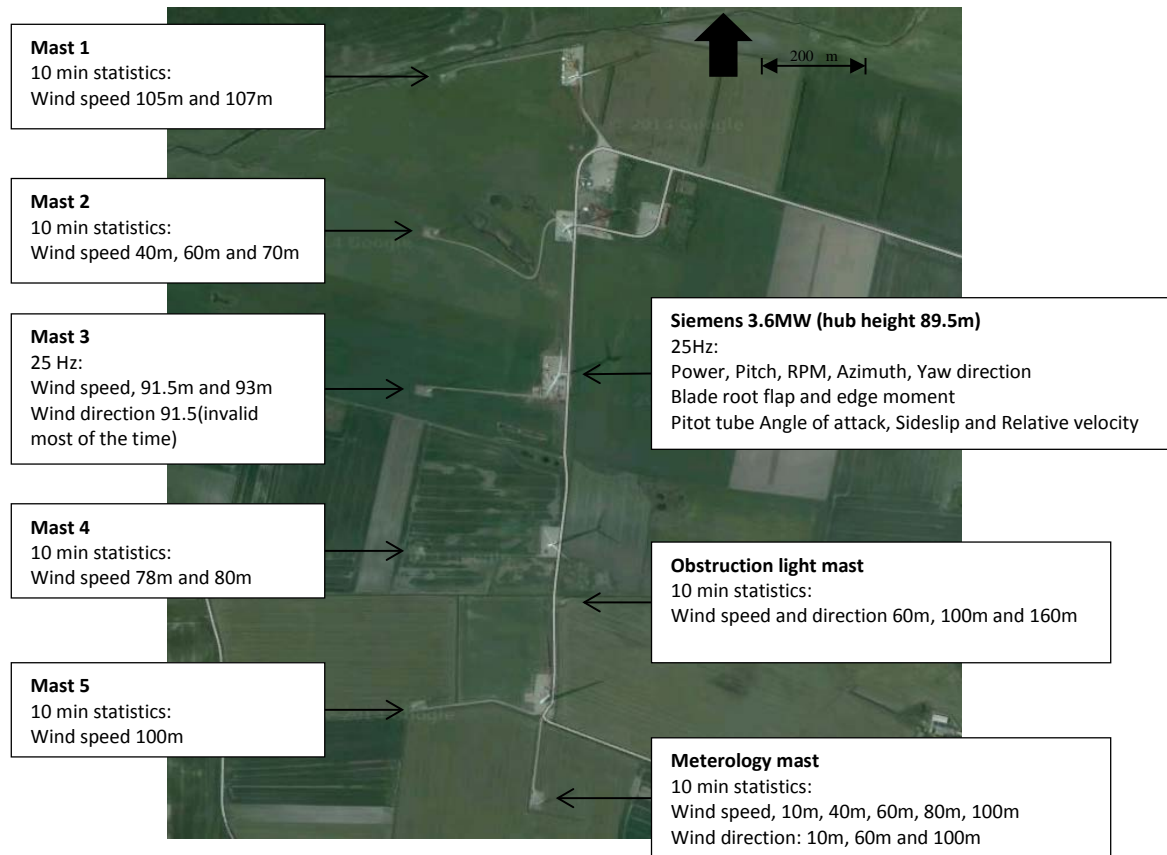 Mast 1
10 min statistics:
Wind speed 105m and 107m
200 m
2014 Google
Mast 2
10 min statistics:
Wind speed 40m, 60m and 70m
4 Google
Mast 3
25 Hz:
Wind speed, 91.5m and 93m
Wind direction 91.5(invalid
most of the time)
Siemens 3.6MW (hub height 89.5m)
25Hz:
Power, Pitch, RPM, Azimuth, Yaw direction
Blade root flap and edge moment
Pitot tube Angle of attack, Sideslip and Relative velocity
Mast 4
10 min statistics:
Wind speed 78m and 80m
Obstruction light mast
10 min statistics:
Wind speed and direction 60m, 100m and 160m
Mast 5
10 min statistics:
Wind speed 100m
Google
Meterology mast
10 min statistics:
Wind speed, 10m, 40m, 60m, 80m, 100m
Wind direction: 10m, 60m and 100m